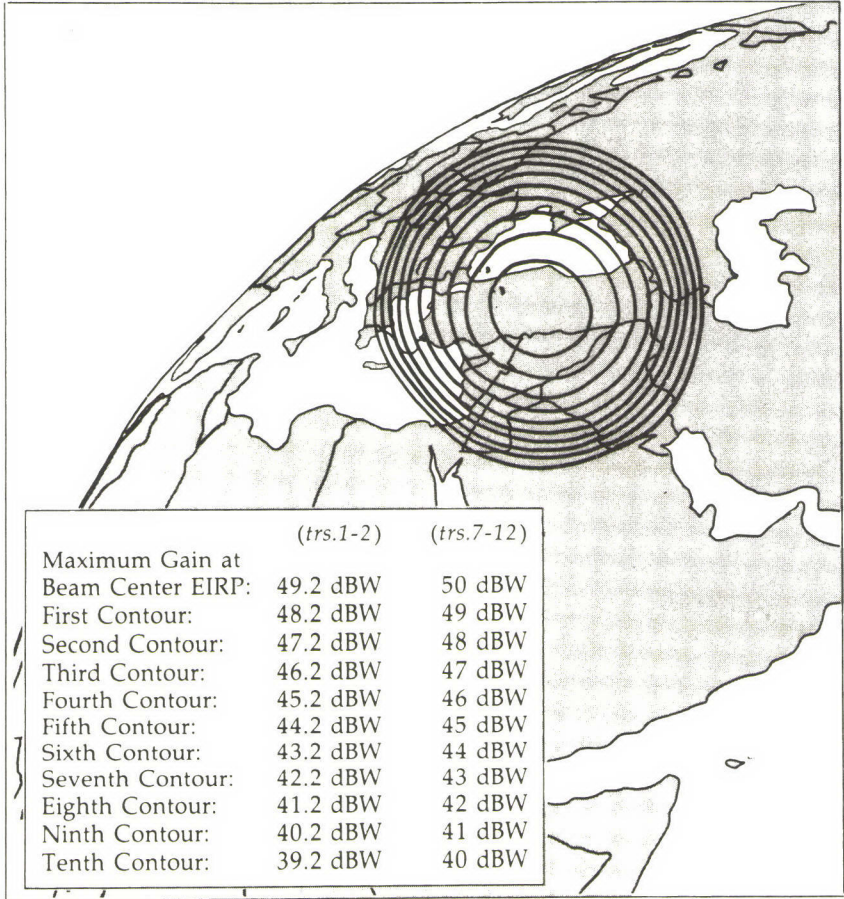 (trs.1-2) (trs.7-12)
Maximum Gain at
Beam Center EIRP: 49.2 dBW 50 dBW
First Contour: 48.2 dBW 49 dBW
Second Contour: 47.2 dBW 48 dBW
Third Contour: 46.2 dBW 47 dBW
Fourth Contour: 45.2 dBW 46 dBW
Fifth Contour: 44.2 dBW 45 dBW
Sixth Contour: 43.2 dBW 44 dBW
Seventh Contour: 42.2 dBW 43 dBW
Eighth Contour: 41.2 dBW 42 dBW
Ninth Contour: 40.2 dBW 41 dBW
Tenth Contour: 39.2 dBW 40 dBW